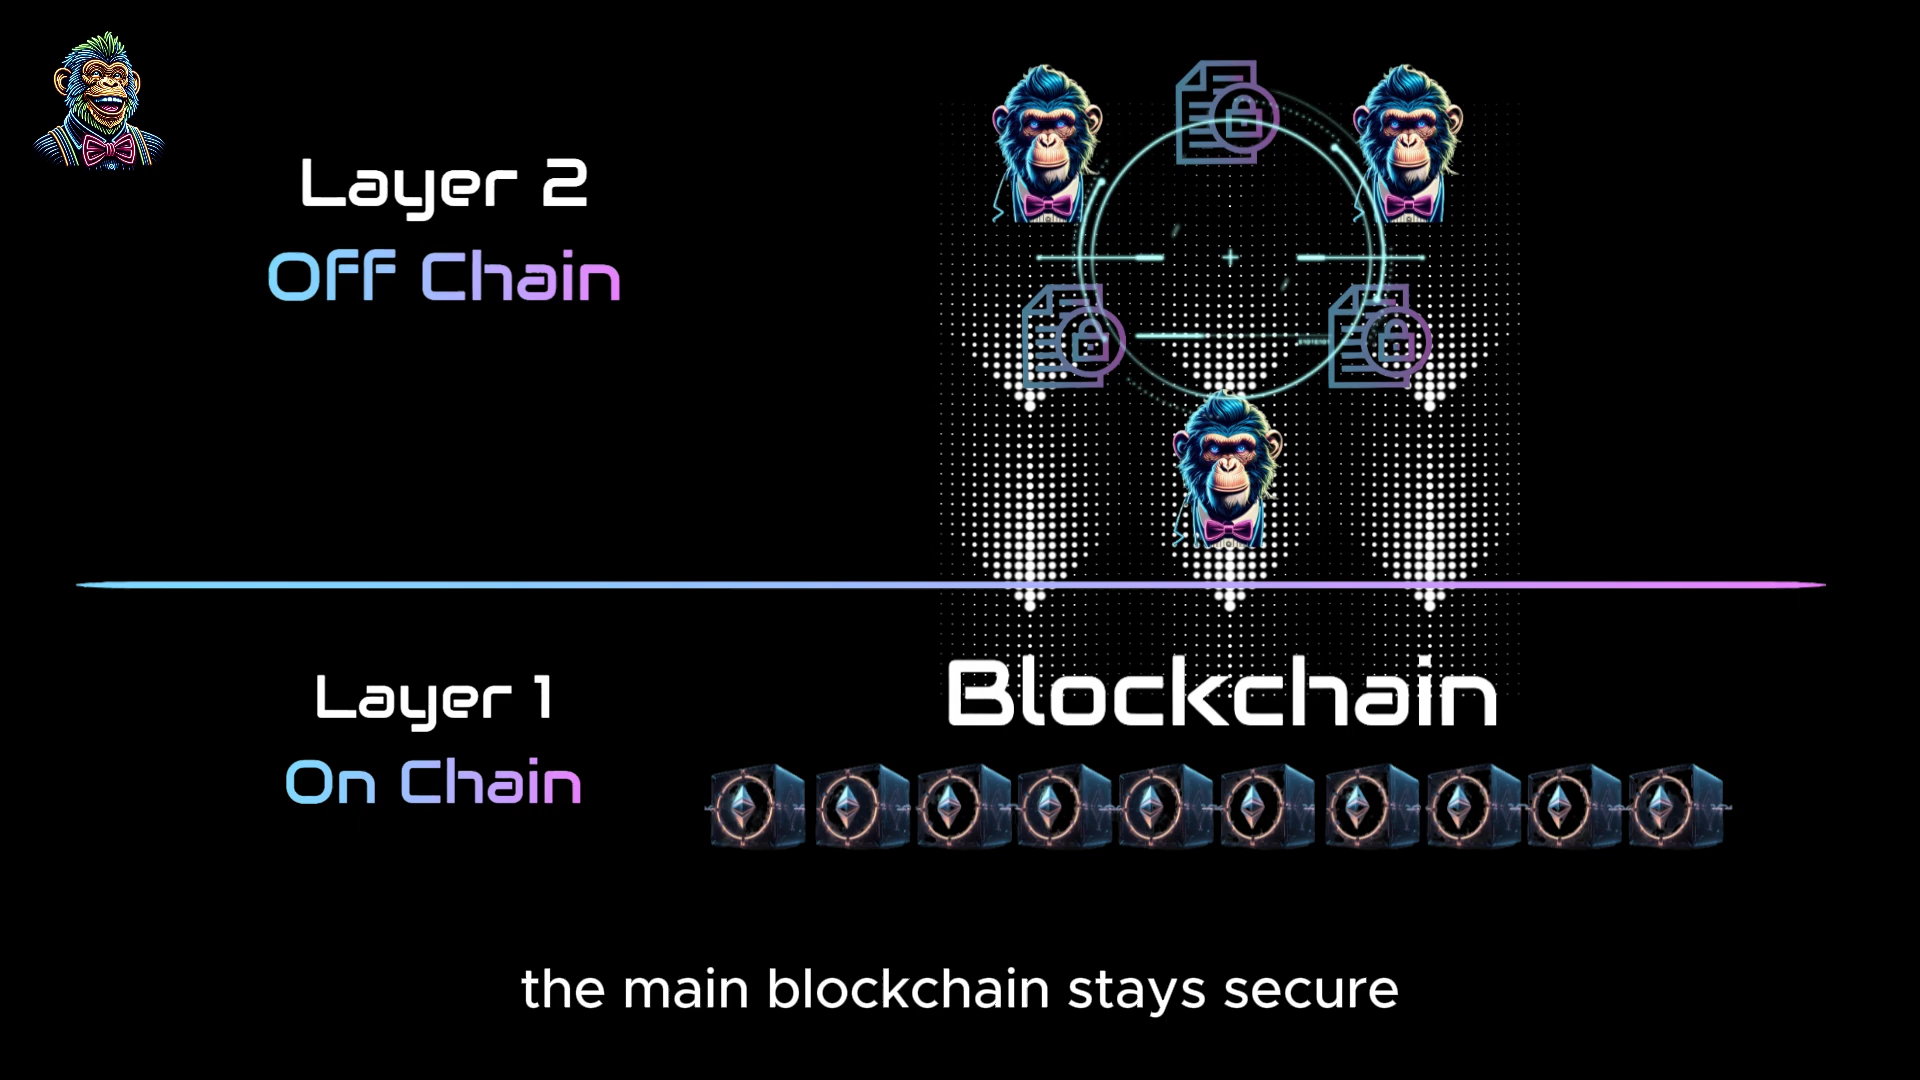 Layer 2
Off Chain
Layer 1
On Chain
Blockchain
the main blockchain stays secure